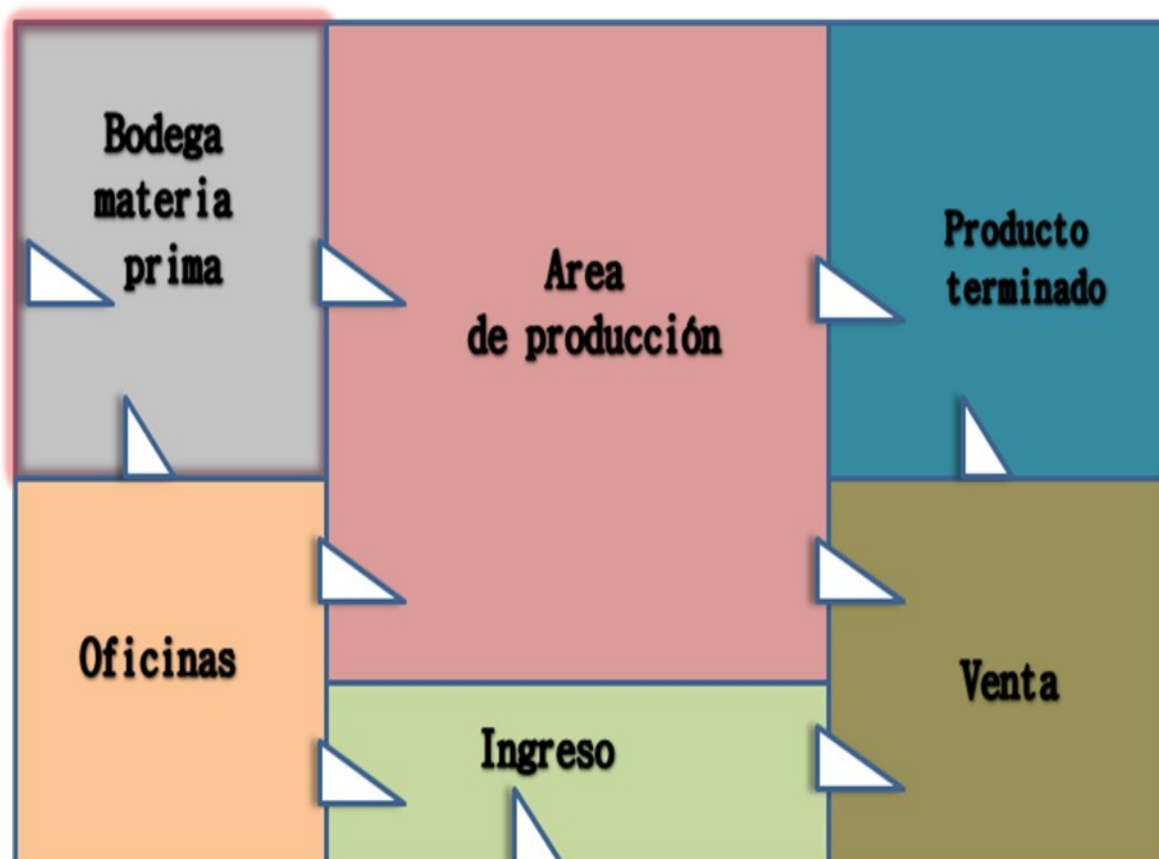 Bodega
materia
prima
Area
de producción
Producto
terminado
Oficinas
Ingreso
Venta